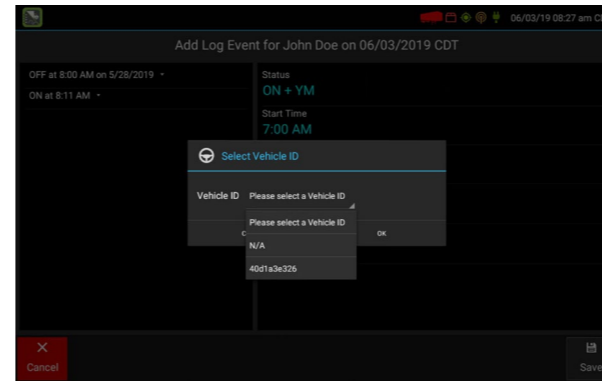 06/03/19 08:27 am C
Add Log Event for John Doe on 06/03/2019 CDT
OFF at 8:00 AM on 5/28/2019
ON at 8:11 AM
Status
ON + YM
Start Time
7:00 AM
Select Vehicle ID
Vehicle ID Please select a Vehicle ID
Please select a Vehicle ID
C
OK
N/A
40d1a3e326
Cancel
Save